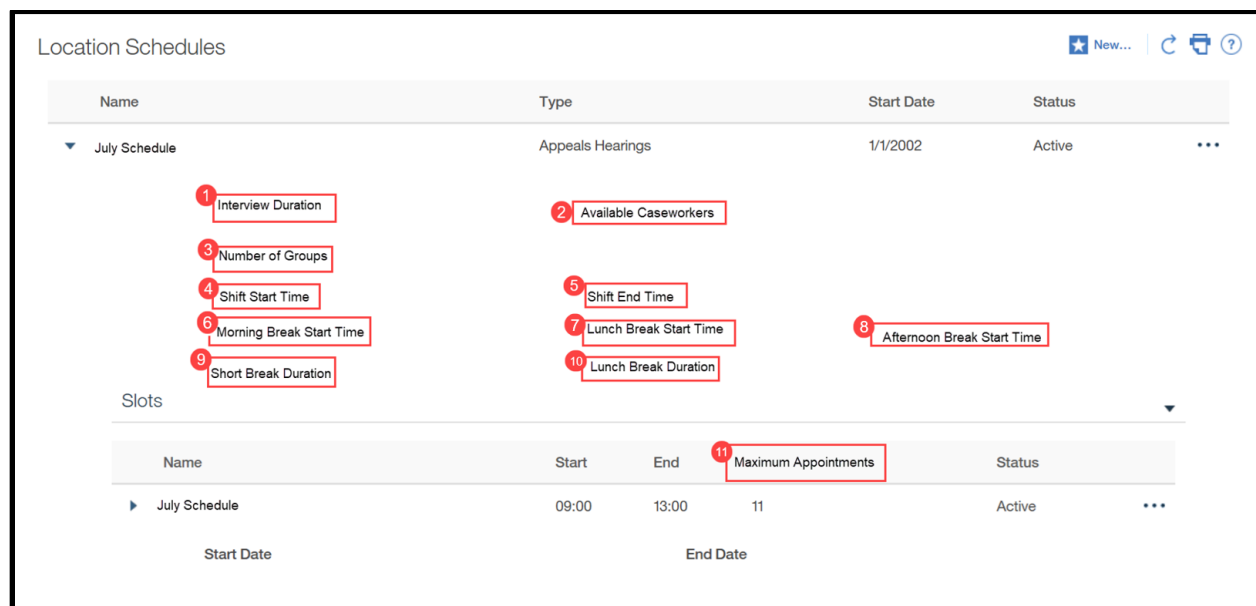 Location Schedules
New...
?
Name Type Start Date Status
July Schedule Appeals Hearings 1/1/2002 Active
1 Interview Duration 2 Available Caseworkers
3 Number of Groups
4 Shift Start Time 5 Shift End Time
6 Morning Break Start Time 7 Lunch Break Start Time 8 Afternoon Break Start Time
9 Short Break Duration 10 Lunch Break Duration
Slots
Name Start End 11 Maximum Appointments Status
July Schedule 09:00 13:00 11 Active
Start Date End Date